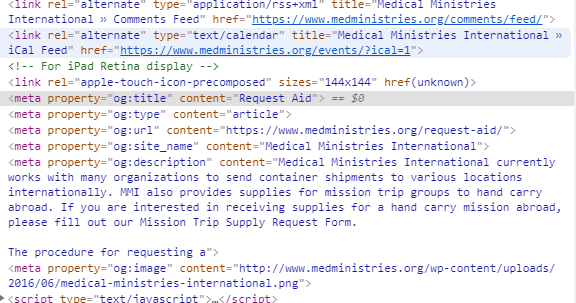 <link rel="alternate" type="application/rss+xml" title="Medical Ministries
International » Comments Feed" href="https://www.medministries.org/comments/feed/">
<link rel="alternate" type="text/calendar" title="Medical Ministries International »
iCal Feed" href="https://www.medministries.org/events/?ical=1">
<!-- For iPad Retina display -->
<link rel="apple-touch-icon-precomposed" sizes="144x144" href(unknown)>
<meta property="og:title" content="Request Aid"> == $0
<meta property="og:type" content="article">
<meta property="og:url" content="https://www.medministries.org/request-aid/">
<meta property="og:site_name" content="Medical Ministries International">
<meta property="og:description" content="Medical Ministries International currently
works with many organizations to send container shipments to various locations
internationally. MMI also provides supplies for mission trip groups to hand carry
abroad. If you are interested in receiving supplies for a hand carry mission abroad,
please fill out our Mission Trip Supply Request Form.
The procedure for requesting a">
<meta property="og:image" content="http://www.medministries.org/wp-content/uploads/
2016/06/medical-ministries-international.png">
<script type="text/javascript">…</script>